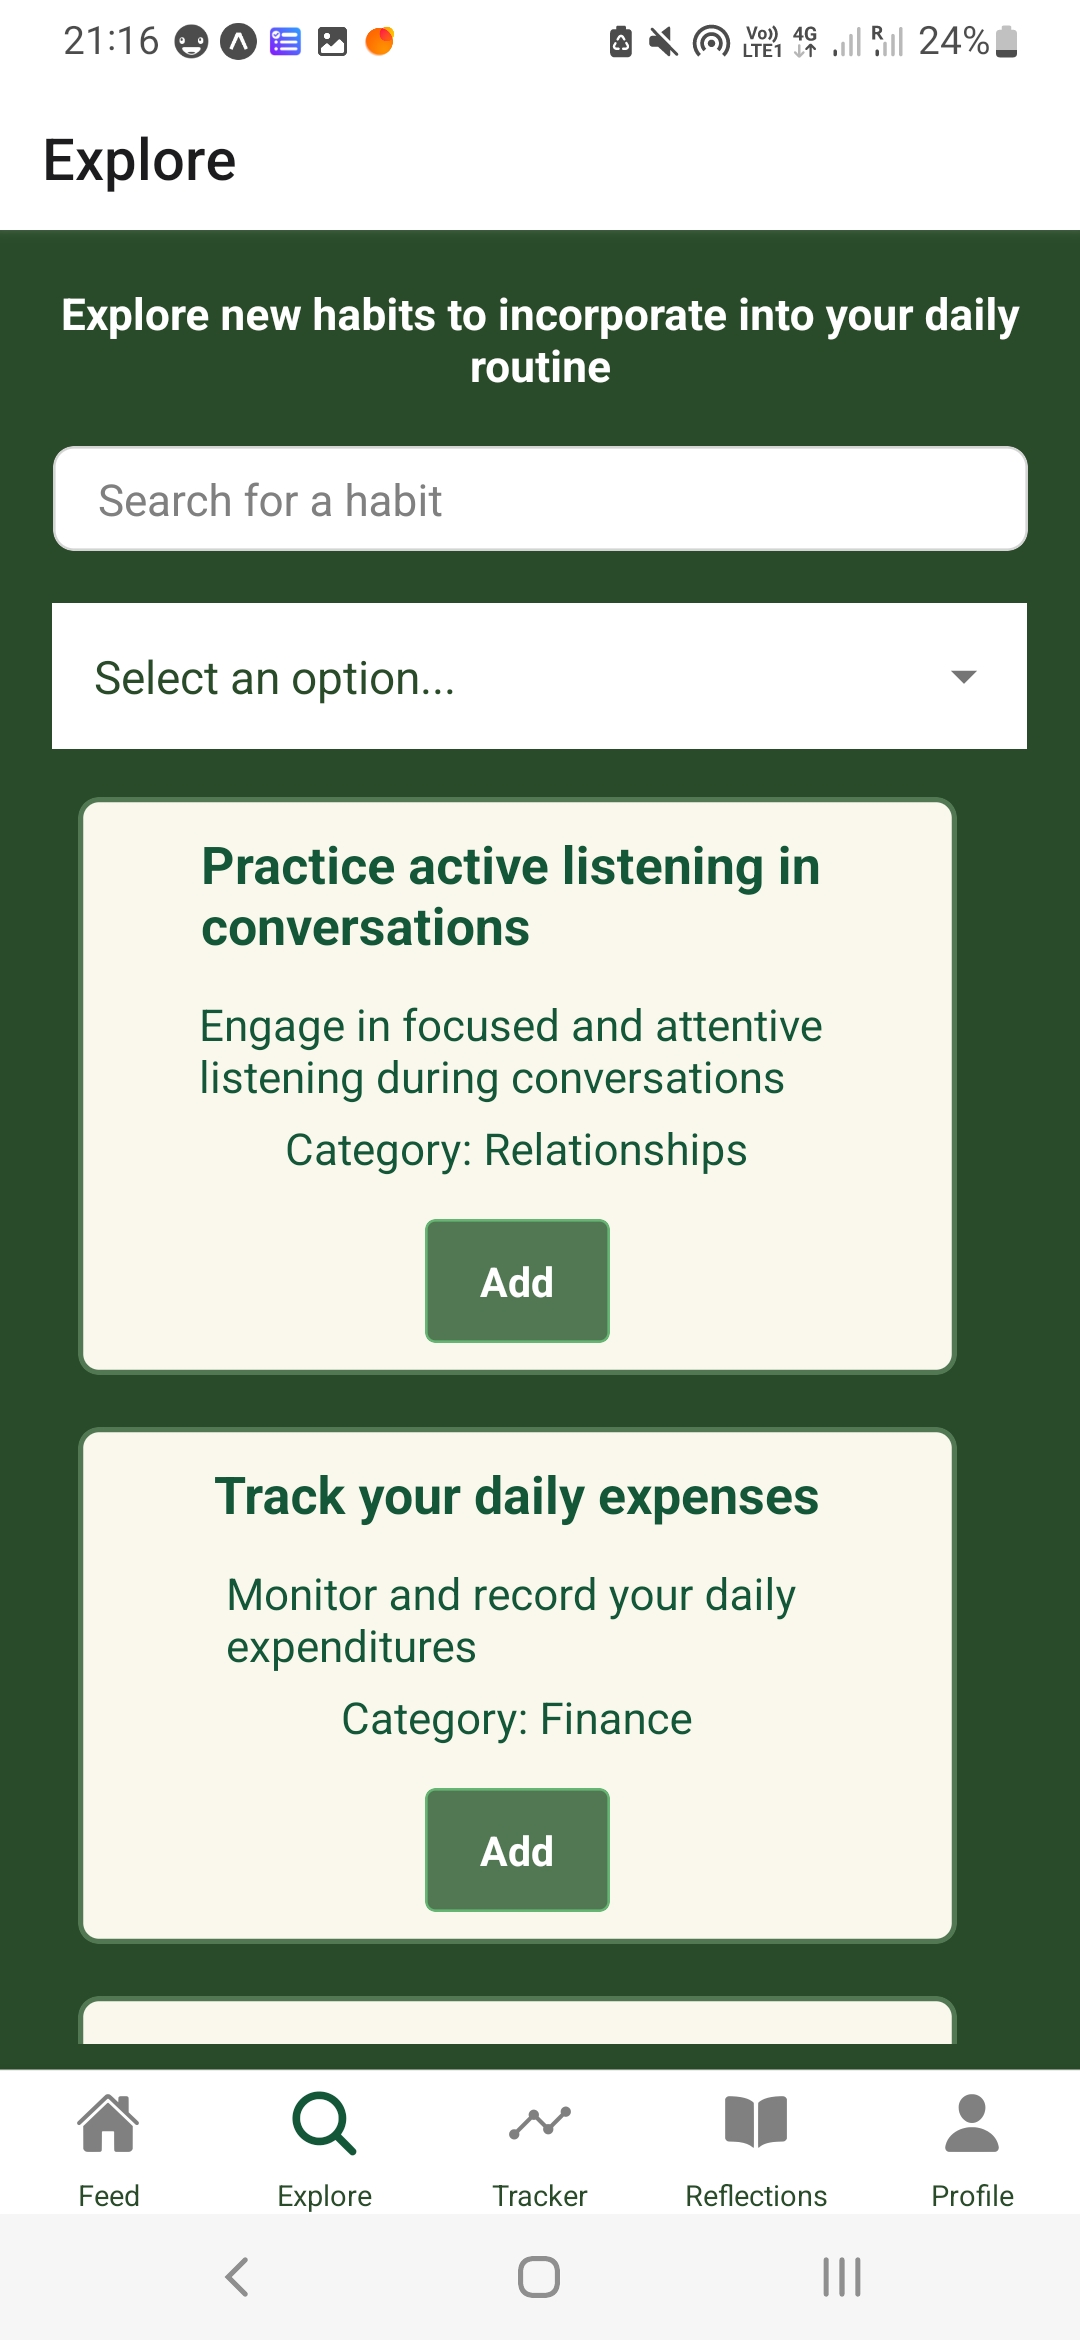 21:16 Vo)) LTE1 4G R 24%
Explore
Explore new habits to incorporate into your daily
routine
Search for a habit
Select an option...
Practice active listening in
conversations
Engage in focused and attentive
listening during conversations
Category: Relationships
Add
Track your daily expenses
Monitor and record your daily
expenditures
Category: Finance
Add
Feed Explore Tracker Reflections Profile